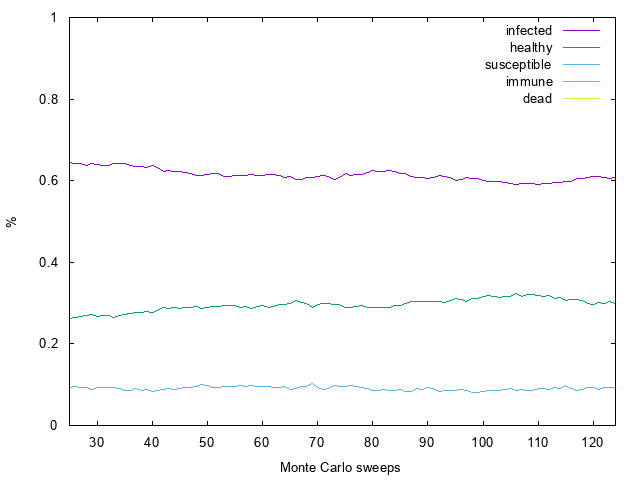 1
0.8
0.6
0.4
0.2
0
%
infected
healthy
susceptible
immune
dead
30 40 50 60 70 80 90 100 110 120
Monte Carlo sweeps